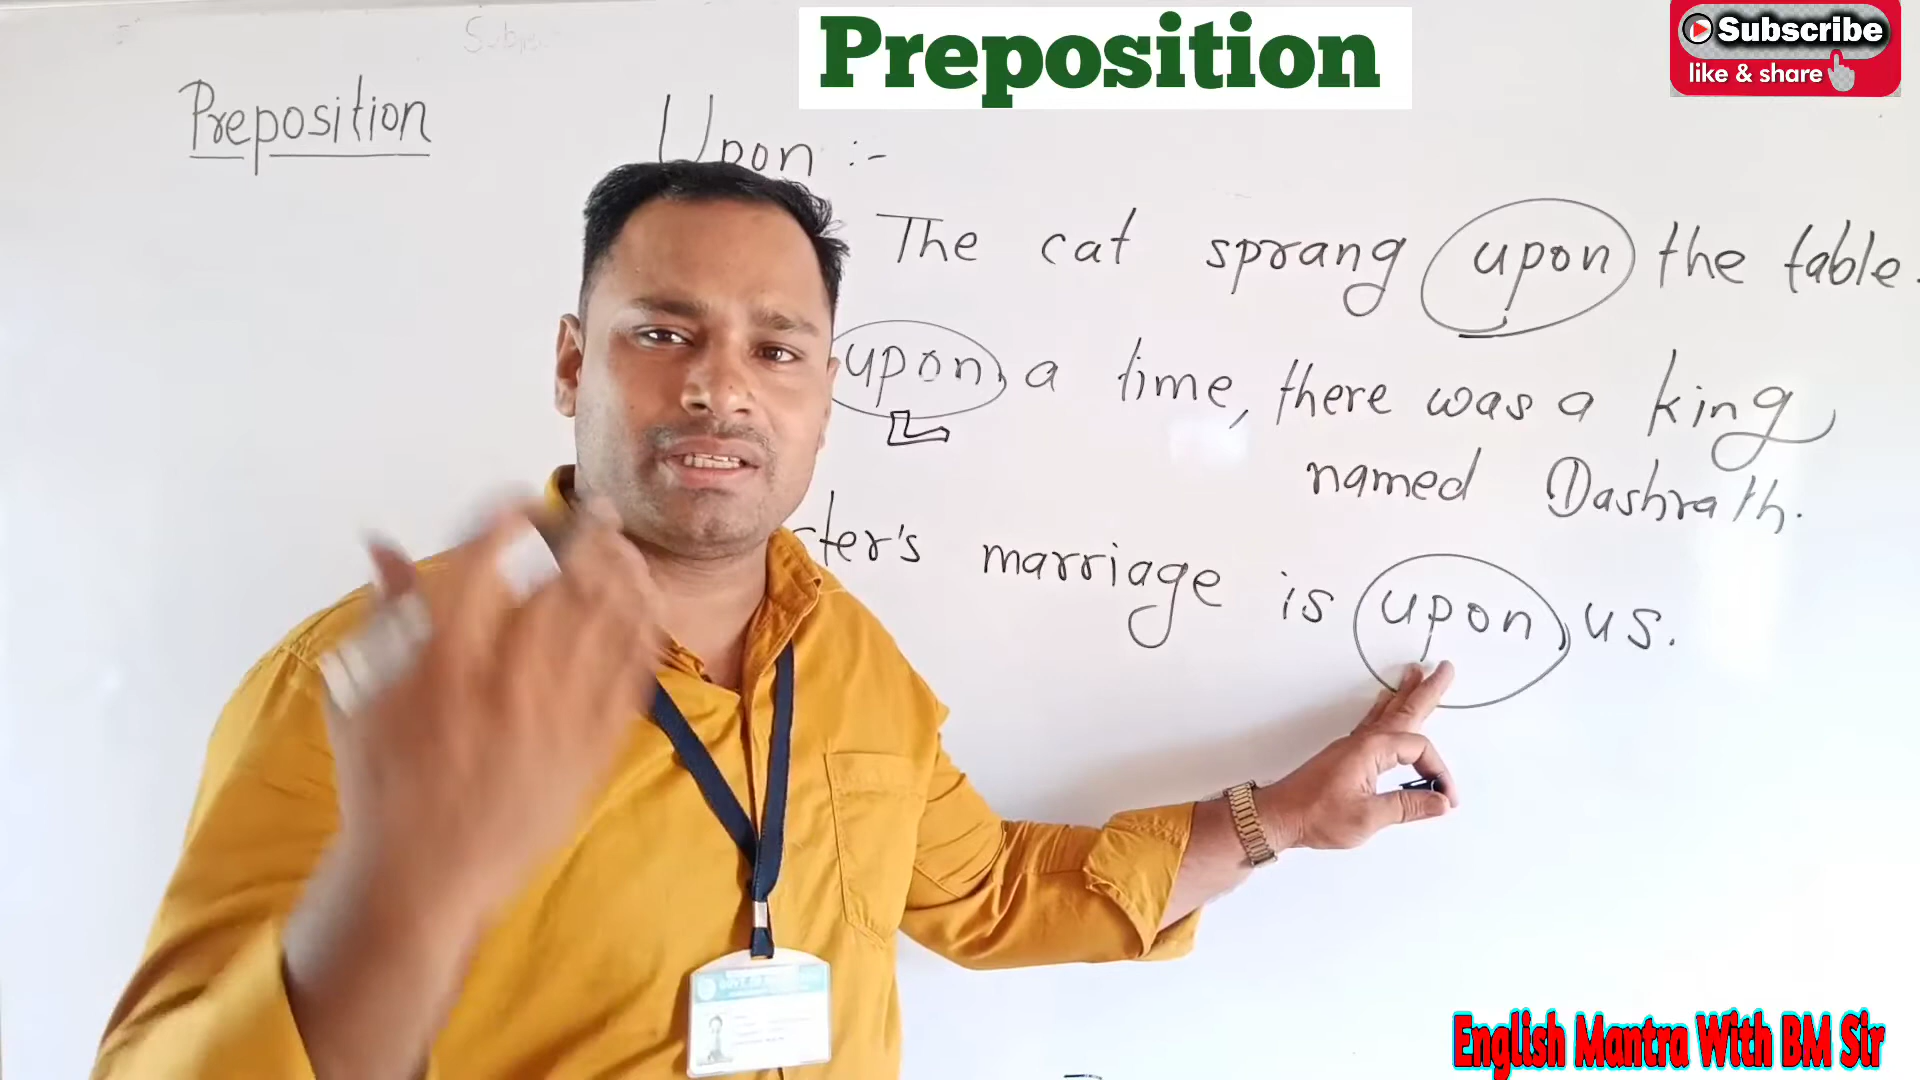 Preposition
Subscribe
like & share
Preposition
Upon :-
The cat sprang upon the table.
upon a time, there was a king
named Dashrath.
ter's marriage is upon us.
English Mantra With BM Sir